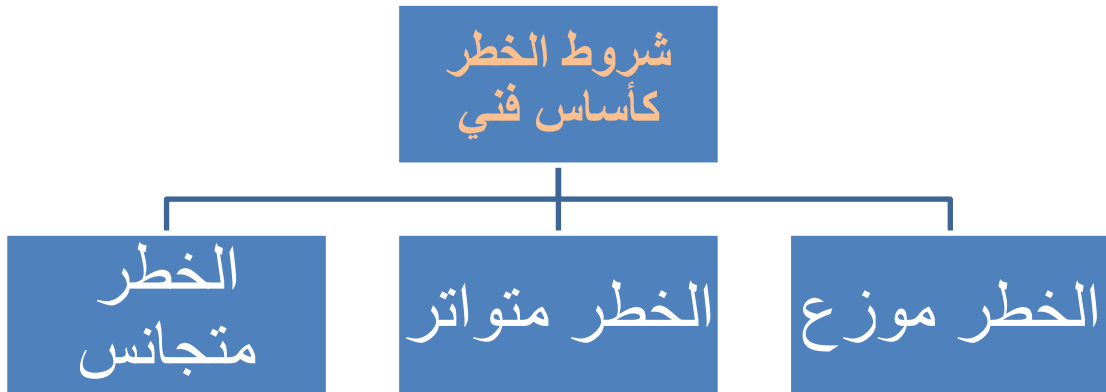 شروط الخطر
كأساس فني
الخطر موزع
الخطر متواتر
الخطر
متجانس